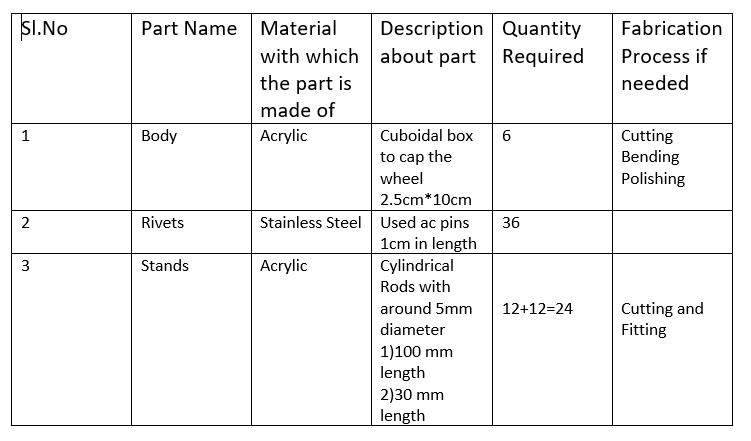 Sl.No
Part Name
Material
with which
the part is
made of
Description
about part
Quantity
Required
Fabrication
Process if
needed
1
Body
Acrylic
Cuboidal box
to cap the
wheel
2.5cm*10cm
6
Cutting
Bending
Polishing
2
Rivets
Stainless Steel
Used ac pins
1cm in length
36
3
Stands
Acrylic
Cylindrical
Rods with
around 5mm
diameter
1)100 mm
length
2)30 mm
length
12+12=24
Cutting and
Fitting